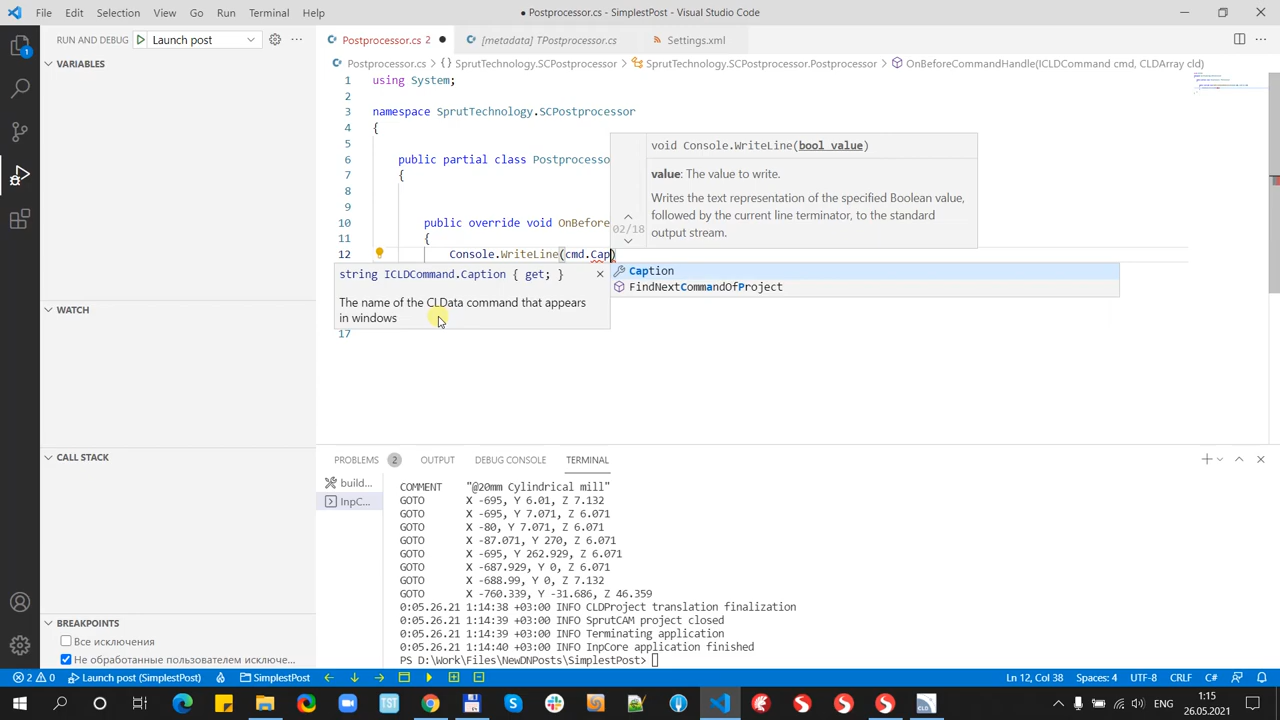 File Edit Selection View Go Run Terminal Help
● Postprocessor.cs - SimplestPost - Visual Studio Code
RUN AND DEBUG Launch post
Postprocessor.cs 2 ● [metadata] TPostprocessor.cs Settings.xml
Postprocessor.cs > {} SprutTechnology.SCPostprocessor > SprutTechnology.SCPostprocessor.Postprocessor > OnBeforeCommandHandle(ICLDCommand cmd, CLDArray cld)
VARIABLES
WATCH
CALL STACK
BREAKPOINTS
Все исключения
Не обработанные пользователем исключе...
1 using System;
2
3 namespace SprutTechnology.SCPostprocessor
4 {
5
6 public partial class Postprocesso
7 {
8
9
10 public override void OnBefore
11 {
12 Console.WriteLine(cmd.Cap)
17
void Console.WriteLine(bool value)
value: The value to write.
02/18
Writes the text representation of the specified Boolean value,
followed by the current line terminator, to the standard
output stream.
Caption
FindNextCommandOfProject
string ICLDCommand.Caption { get; }
The name of the CLData command that appears
in windows
PROBLEMS 2 OUTPUT DEBUG CONSOLE TERMINAL
build...
InpC...
COMMENT "@20mm Cylindrical mill"
GOTO X -695, Y 6.01, Z 7.132
GOTO X -695, Y 7.071, Z 6.071
GOTO X -80, Y 7.071, Z 6.071
GOTO X -87.071, Y 270, Z 6.071
GOTO X -695, Y 262.929, Z 6.071
GOTO X -687.929, Y 0, Z 6.071
GOTO X -688.99, Y 0, Z 7.132
GOTO X -760.339, Y -31.686, Z 46.359
0:05.26.21 1:14:38 +03:00 INFO CLDProject translation finalization
0:05.26.21 1:14:39 +03:00 INFO SprutCAM project closed
0:05.26.21 1:14:39 +03:00 INFO Terminating application
0:05.26.21 1:14:40 +03:00 INFO InpCore application finished
PS D:\Work\Files\NewDNPosts\SimplestPost>
2 0 Launch post (SimplestPost) SimplestPost
Ln 12, Col 38 Spaces: 4 UTF-8 CRLF C#
ENG
1:15
26.05.2021